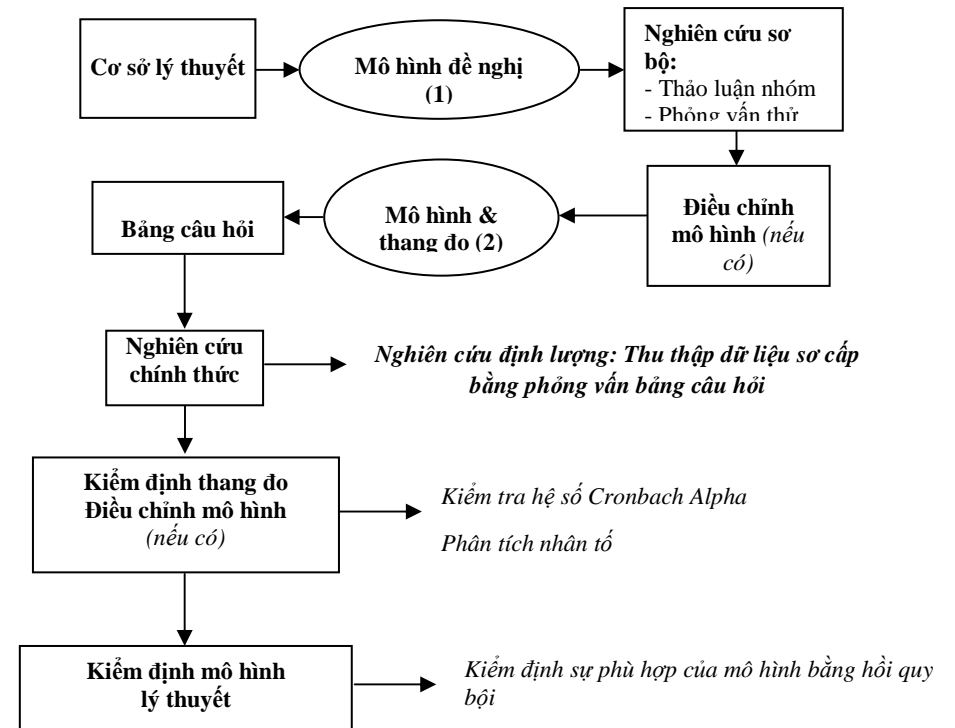 Cơ sở lý thuyết
Mô hình đề nghị
(1)
Nghiên cứu sơ
bộ:
- Thảo luận nhóm
- Phỏng vấn thử
Điều chỉnh
mô hình (nếu
có)
Mô hình &
thang đo (2)
Bảng câu hỏi
Nghiên cứu
chính thức
Nghiên cứu định lượng: Thu thập dữ liệu sơ cấp
bằng phỏng vấn bảng câu hỏi
Kiểm định thang đo
Điều chỉnh mô hình
(nếu có)
Kiểm tra hệ số Cronbach Alpha
Phân tích nhân tố
Kiểm định mô hình
lý thuyết
Kiểm định sự phù hợp của mô hình bằng hồi quy
bội